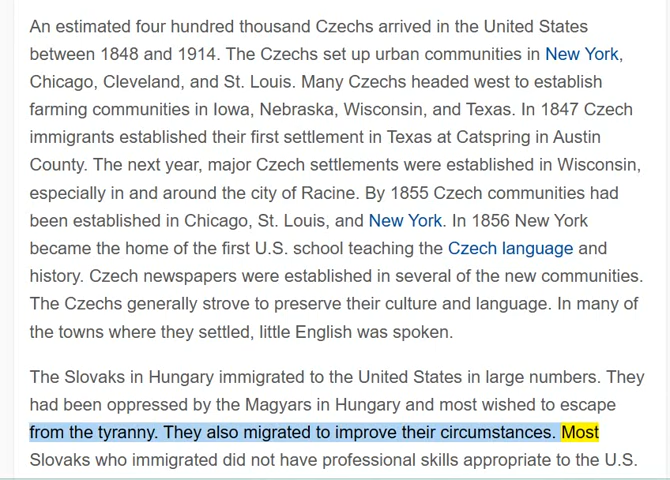 An estimated four hundred thousand Czechs arrived in the United States
between 1848 and 1914. The Czechs set up urban communities in New York,
Chicago, Cleveland, and St. Louis. Many Czechs headed west to establish
farming communities in Iowa, Nebraska, Wisconsin, and Texas. In 1847 Czech
immigrants established their first settlement in Texas at Catspring in Austin
County. The next year, major Czech settlements were established in Wisconsin,
especially in and around the city of Racine. By 1855 Czech communities had
been established in Chicago, St. Louis, and New York. In 1856 New York
became the home of the first U.S. school teaching the Czech language and
history. Czech newspapers were established in several of the new communities.
The Czechs generally strove to preserve their culture and language. In many of
the towns where they settled, little English was spoken.
The Slovaks in Hungary immigrated to the United States in large numbers. They
had been oppressed by the Magyars in Hungary and most wished to escape
from the tyranny. They also migrated to improve their circumstances. Most
Slovaks who immigrated did not have professional skills appropriate to the U.S.